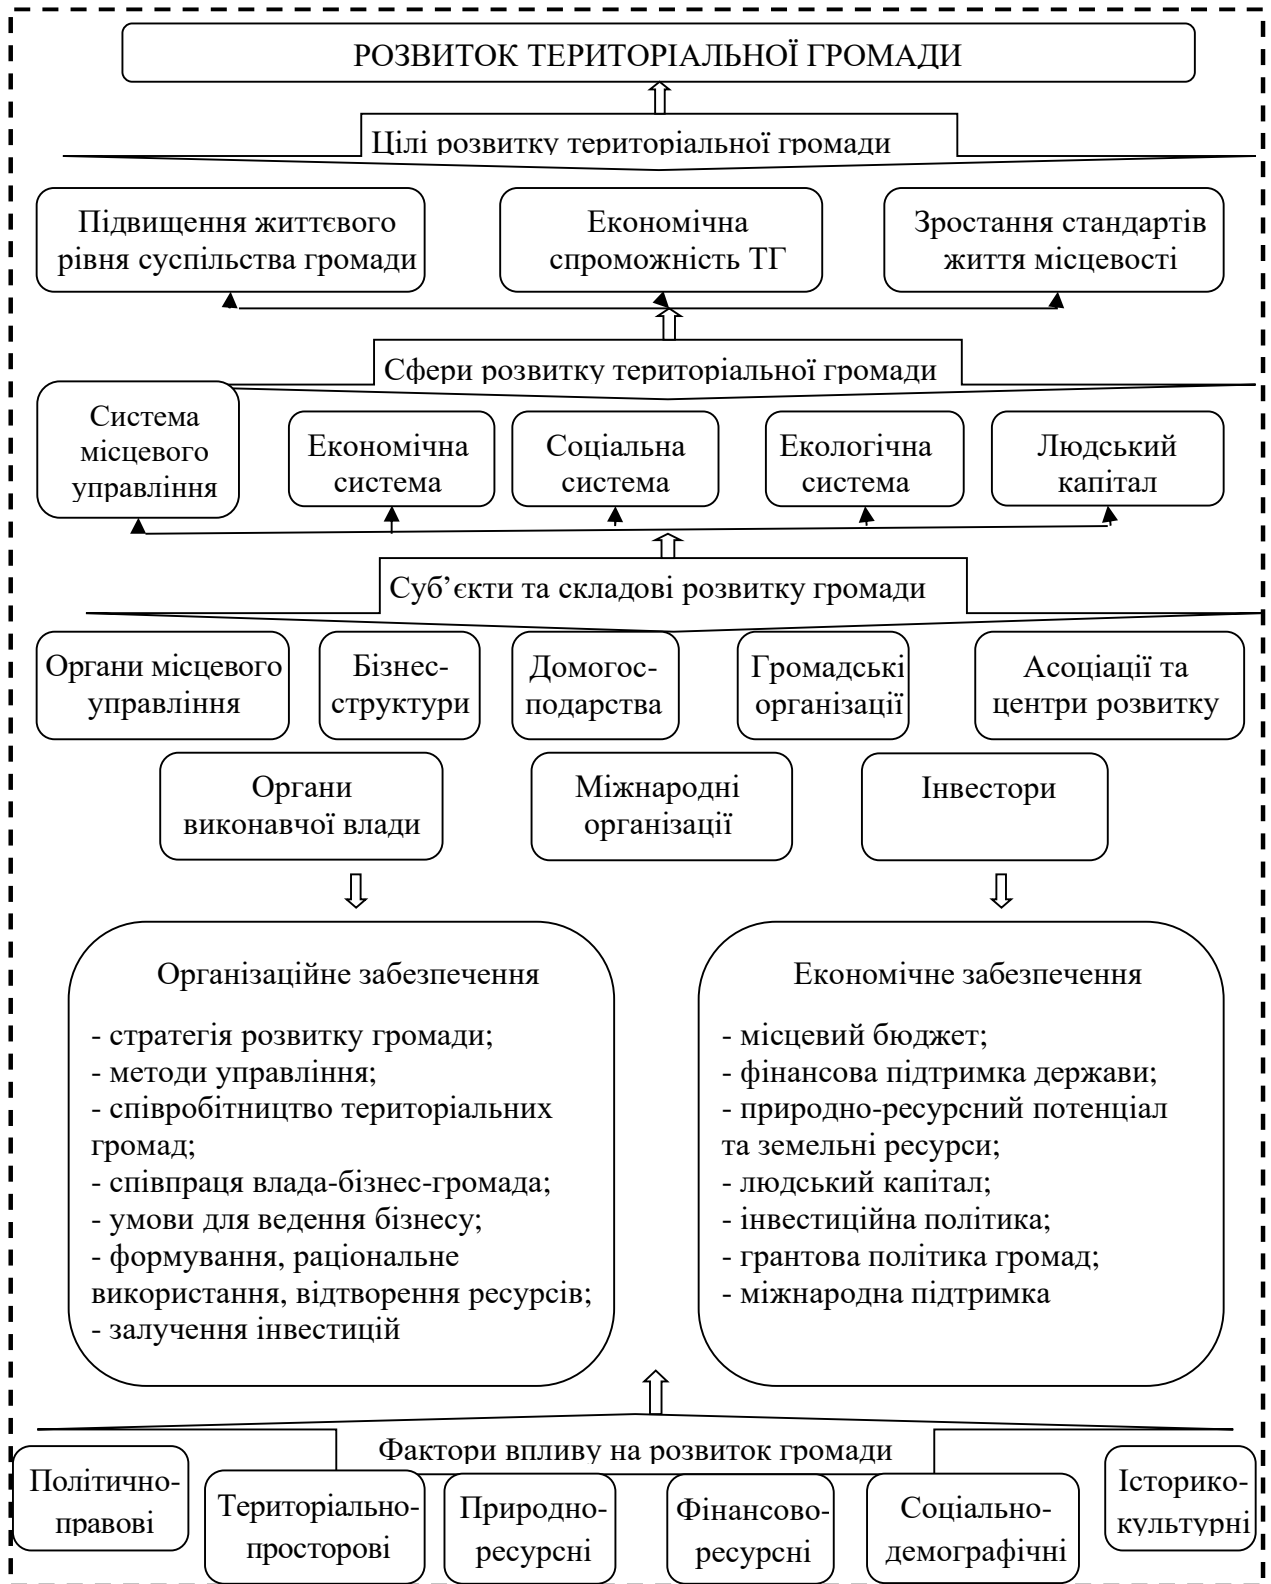 РОЗВИТОК ТЕРИТОРІАЛЬНОЇ ГРОМАДИ
Цілі розвитку територіальної громади
Підвищення життєвого
рівня суспільства громади
Економічна
спроможність ТГ
Зростання стандартів
життя місцевості
Сфери розвитку територіальної громади
Система
місцевого
управління
Економічна
система
Соціальна
система
Екологічна
система
Людський
капітал
Суб’єкти та складові розвитку громади
Органи місцевого
управління
Бізнес-
структури
Домогос-
подарства
Громадські
організації
Асоціації та
центри розвитку
Органи
виконавчої влади
Міжнародні
організації
Інвестори
Організаційне забезпечення
- стратегія розвитку громади;
- методи управління;
- співробітництво територіальних
громад;
- співпраця влада-бізнес-громада;
- умови для ведення бізнесу;
- формування, раціональне
використання, відтворення ресурсів;
- залучення інвестицій
Економічне забезпечення
- місцевий бюджет;
- фінансова підтримка держави;
- природно-ресурсний потенціал
та земельні ресурси;
- людський капітал;
- інвестиційна політика;
- грантова політика громад;
- міжнародна підтримка
Фактори впливу на розвиток громади
Політично-
правові
Територіально-
просторові
Природно-
ресурсні
Фінансово-
ресурсні
Соціально-
демографічні
Історико-
культурні